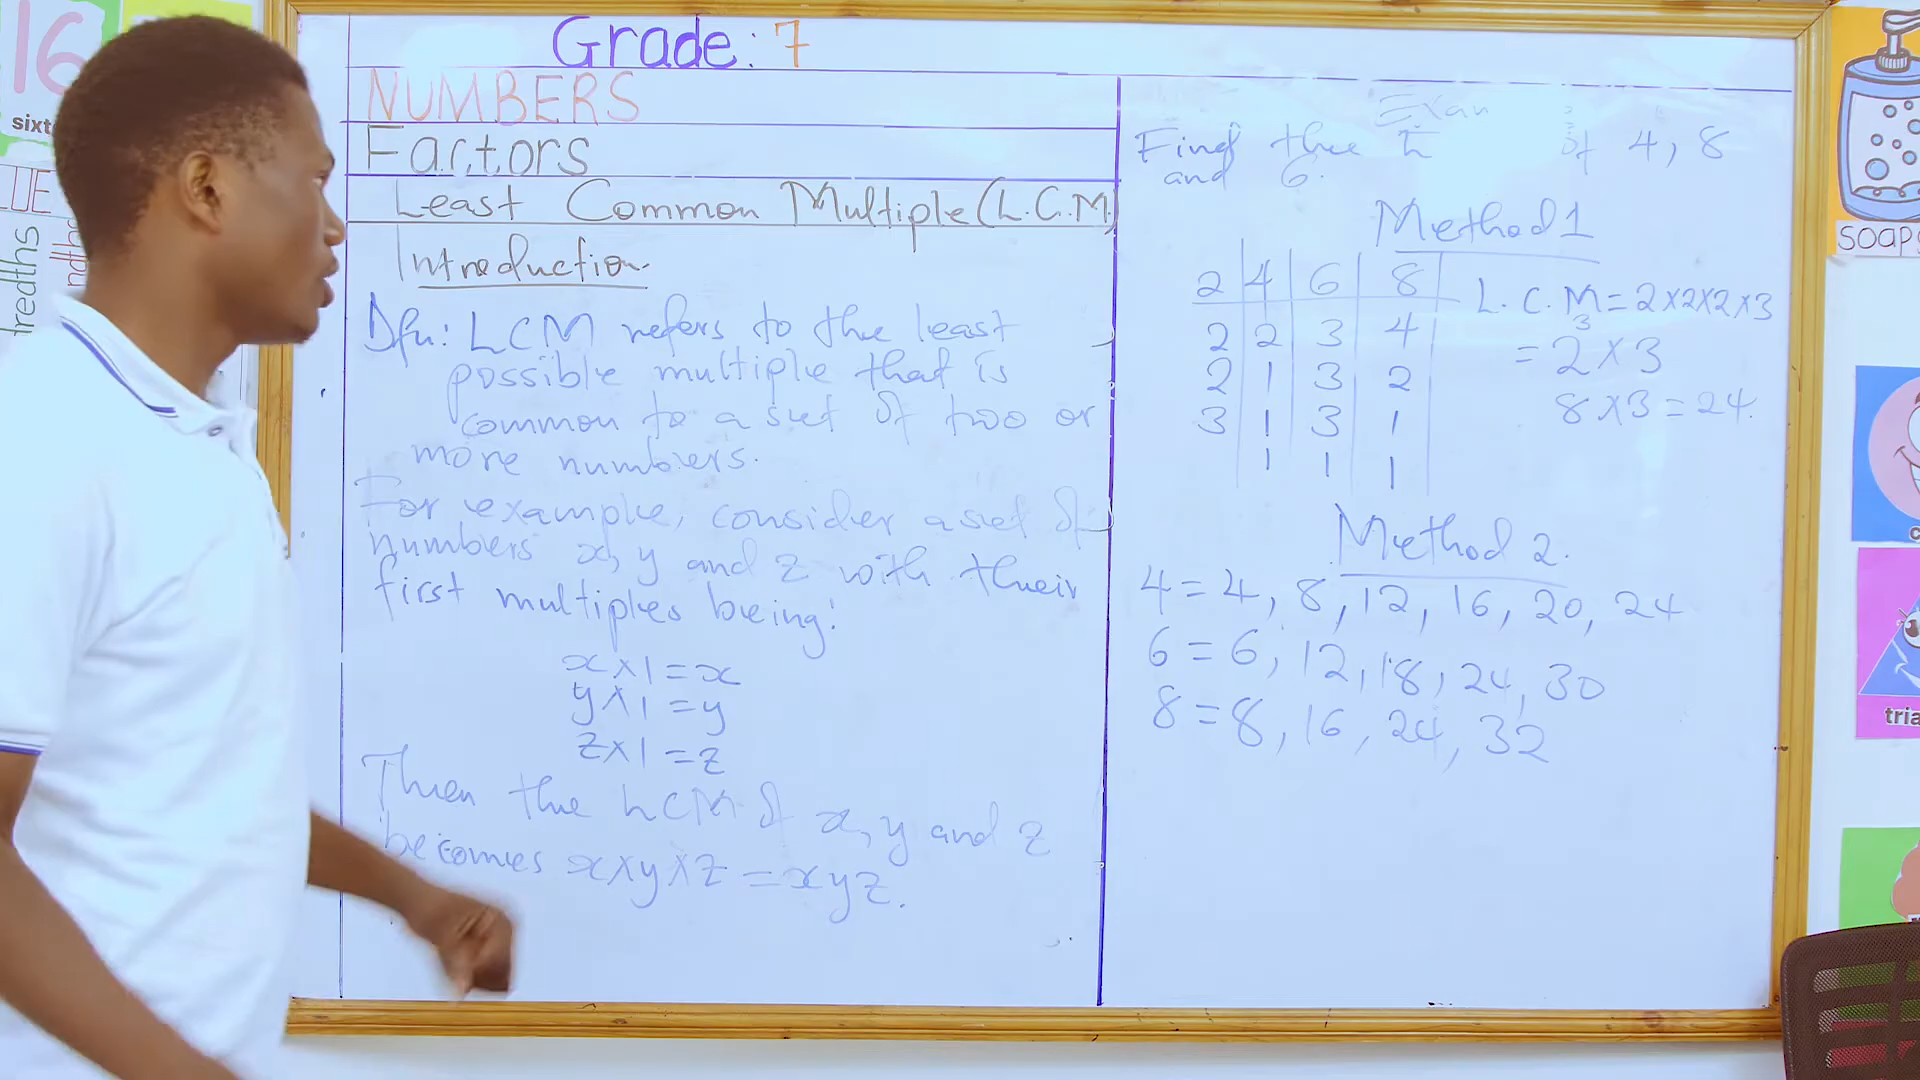 Grade: 7
NUMBERS
Factors
Least Common Multiple (L.C.M)
Introduction
Dfn: LCM refers to the least
possible multiple that is
common to a set of two or
more numbers.
For example, consider a set of
numbers x, y and z with their
first multiples being:
x×1=x
y×1=y
z×1=z
Then the LCM of x, y and z
becomes x×y×z=xyz.
Exam
Find the L of 4, 8
and 6.
Method 1
2 4 6 8
2 2 3 4
2 1 3 2
3 1 3 1
1 1 1
L.C.M=2×2×2×3
=2³×3
8×3=24.
Method 2.
4=4, 8, 12, 16, 20, 24
6=6, 12, 18, 24, 30
8=8, 16, 24, 32
16
sixt
SOAP
tria